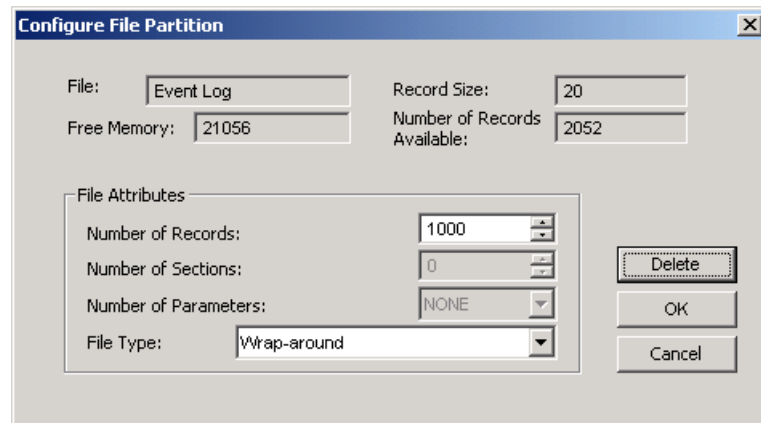 Configure File Partition
File: Event Log Record Size: 20
Free Memory: 21056 Number of Records Available: 2052
File Attributes
Number of Records: 1000
Number of Sections: 0
Number of Parameters: NONE
File Type: Wrap-around
Delete
OK
Cancel